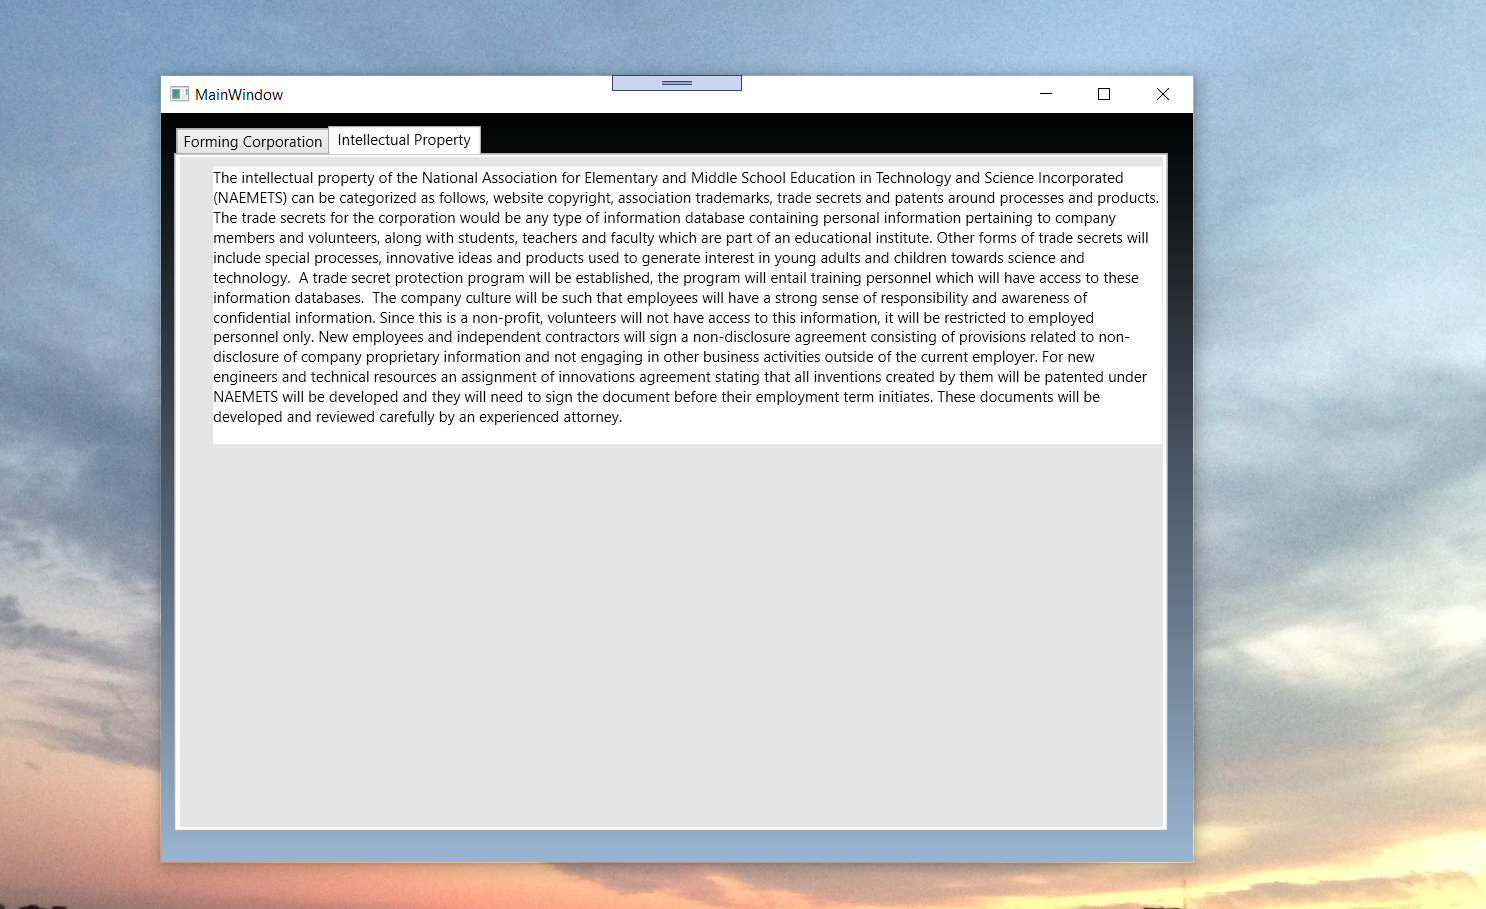 MainWindow
Forming Corporation
Intellectual Property
The intellectual property of the National Association for Elementary and Middle School Education in Technology and Science Incorporated
(NAEMETS) can be categorized as follows, website copyright, association trademarks, trade secrets and patents around processes and products.
The trade secrets for the corporation would be any type of information database containing personal information pertaining to company
members and volunteers, along with students, teachers and faculty which are part of an educational institute. Other forms of trade secrets will
include special processes, innovative ideas and products used to generate interest in young adults and children towards science and
technology.  A trade secret protection program will be established, the program will entail training personnel which will have access to these
information databases.  The company culture will be such that employees will have a strong sense of responsibility and awareness of
confidential information. Since this is a non-profit, volunteers will not have access to this information, it will be restricted to employed
personnel only. New employees and independent contractors will sign a non-disclosure agreement consisting of provisions related to non-
disclosure of company proprietary information and not engaging in other business activities outside of the current employer. For new
engineers and technical resources an assignment of innovations agreement stating that all inventions created by them will be patented under
NAEMETS will be developed and they will need to sign the document before their employment term initiates. These documents will be
developed and reviewed carefully by an experienced attorney.